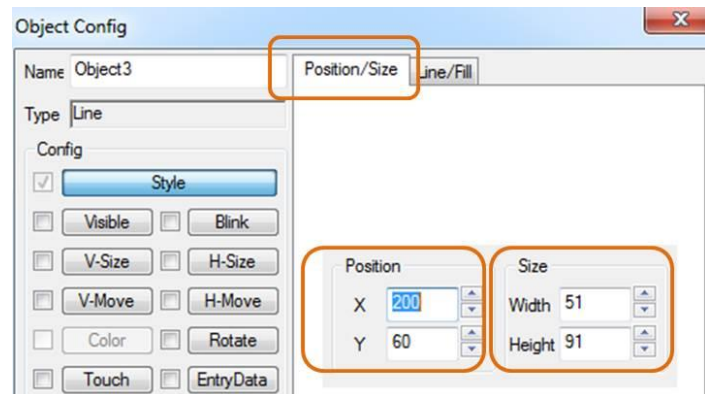 Object Config
x
Name Object3
Type Line
Config
Style
Visible Blink
V-Size H-Size
V-Move H-Move
Color Rotate
Touch EntryData
Position/Size Line/Fill
Position
X 200
Y 60
Size
Width 51
Height 91